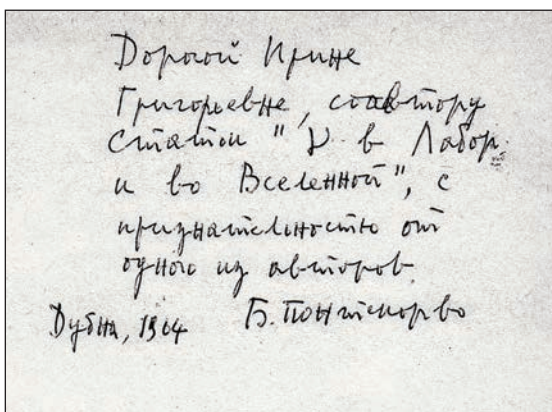 Дорогой Ирине
Григорьевне, соавтору
статьи "ν в Лабор.
и во Вселенной", с
признательностью от
одного из авторов.
Дубна, 1964 Б. Понтекорво